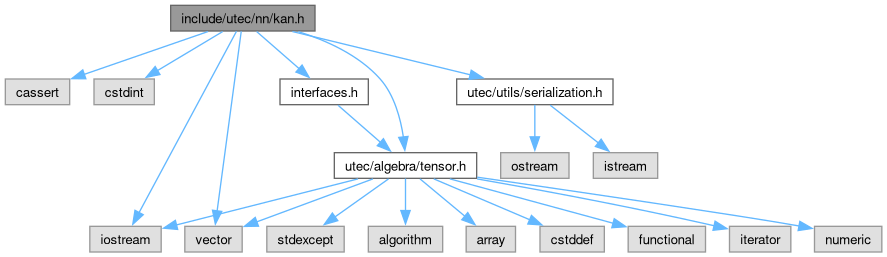 include/utec/nn/kan.h
cassert
cstdint
interfaces.h
utec/utils/serialization.h
utec/algebra/tensor.h
ostream
istream
iostream
vector
stdexcept
algorithm
array
cstddef
functional
iterator
numeric